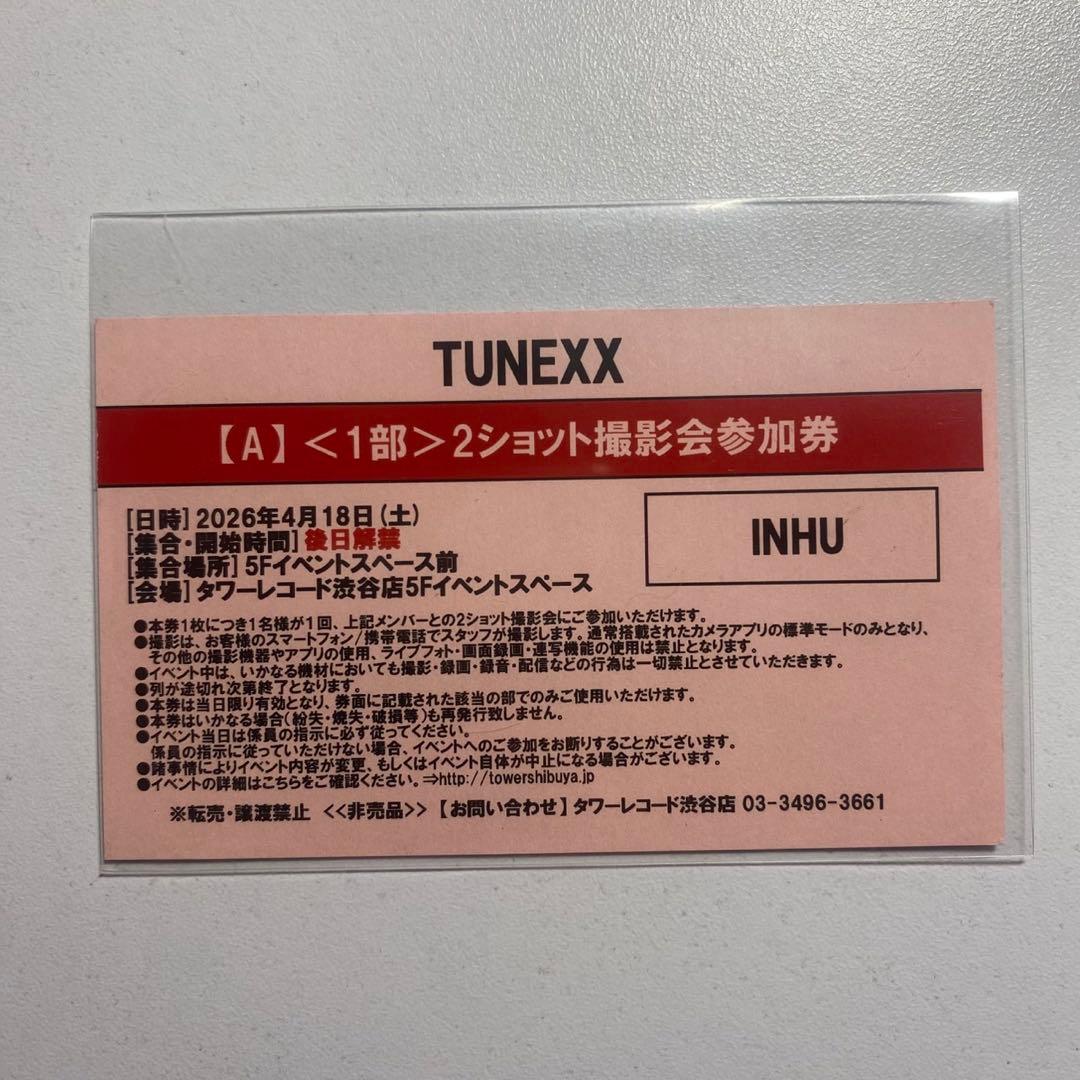 TUNEXX
【A】＜1部＞2ショット撮影会参加券
[日時] 2026年4月18日(土)
[集合・開始時間] 後日解禁
[集合場所] 5Fイベントスペース前
[会場] タワーレコード渋谷店5Fイベントスペース
INHU
●本券1枚につき1名様が1回、上記メンバーとの2ショット撮影会にご参加いただけます。
●撮影は、お客様のスマートフォン/携帯電話でスタッフが撮影します。通常搭載されたカメラアプリの標準モードのみとなり、
その他の撮影機器やアプリの使用、ライブフォト・画面録画・連写機能の使用は禁止となります。
●イベント中は、いかなる機材においても撮影・録画・録音・配信などの行為は一切禁止とさせていただきます。
●列が途切れ次第終了となります。
●本券は当日限り有効となり、券面に記載された該当の部でのみご使用いただけます。
●本券はいかなる場合(紛失・焼失・破損等)も再発行致しません。
●イベント当日は係員の指示に必ず従ってください。
係員の指示に従っていただけない場合、イベントへのご参加をお断りすることがございます。
●諸事情によりイベント内容が変更、もしくはイベント自体が中止になる場合がございます。
●イベントの詳細はこちらをご確認ください。⇒http://towershibuya.jp
※転売・譲渡禁止 <<非売品>> 【お問い合わせ】タワーレコード渋谷店 03-3496-3661